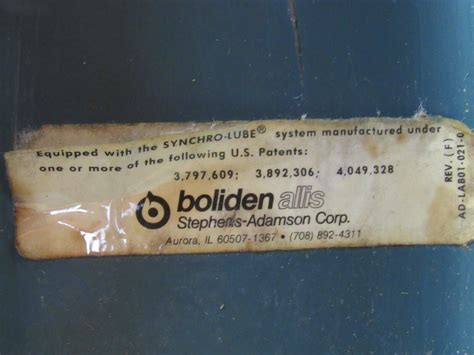 Equipped with the SYNCHRO-LUBE® system manufactured under
one or more of the following U.S. Patents:
3,797,609; 3,892,306; 4,049,328
boliden allis
Stephens-Adamson Corp.
Aurora, IL 60507-1367 • (708) 892-4311
REV. (F)
AD-LAB01-021-0